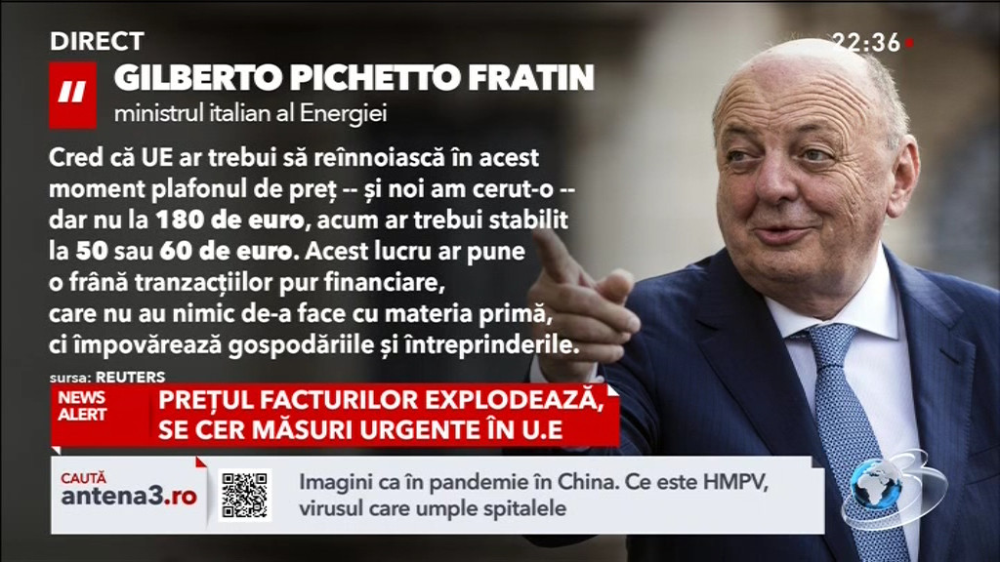 DIRECT
22:36
"
GILBERTO PICHETTO FRATIN
ministrul italian al Energiei
Cred că UE ar trebui să reînnoiască în acest
moment plafonul de preț -- și noi am cerut-o --
dar nu la 180 de euro, acum ar trebui stabilit
la 50 sau 60 de euro. Acest lucru ar pune
o frână tranzacțiilor pur financiare,
care nu au nimic de-a face cu materia primă,
ci împovărează gospodăriile și întreprinderile.
sursa: REUTERS
NEWS
ALERT
PREȚUL FACTURILOR EXPLODEAZĂ,
SE CER MĂSURI URGENTE ÎN U.E
CAUTĂ
antena3.ro
Imagini ca în pandemie în China. Ce este HMPV,
virusul care umple spitalele
3